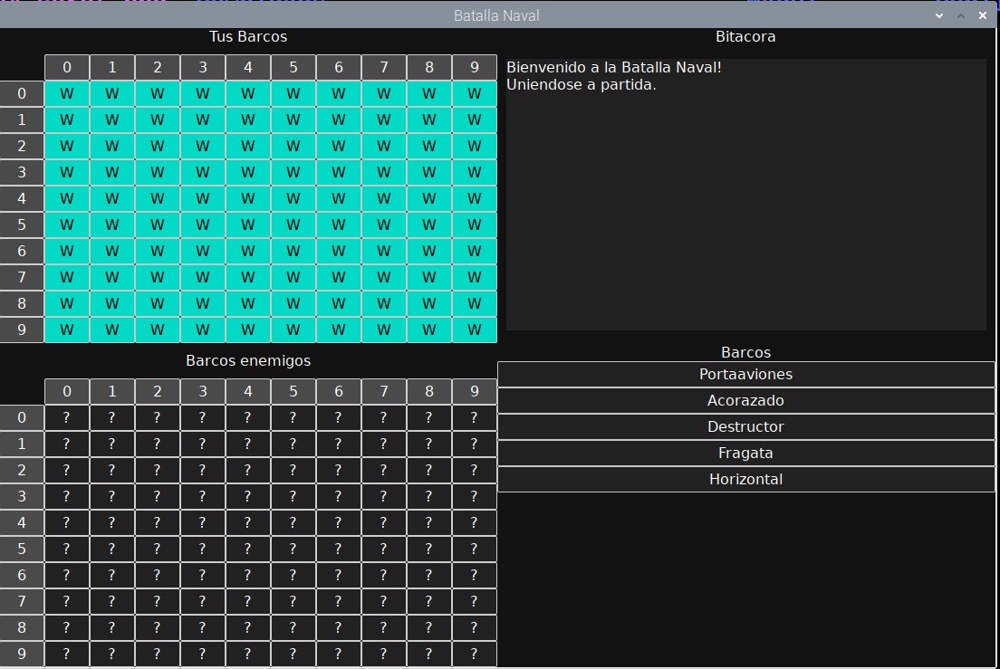 Batalla Naval
Tus Barcos
0 1 2 3 4 5 6 7 8 9
0 W W W W W W W W W W
1 W W W W W W W W W W
2 W W W W W W W W W W
3 W W W W W W W W W W
4 W W W W W W W W W W
5 W W W W W W W W W W
6 W W W W W W W W W W
7 W W W W W W W W W W
8 W W W W W W W W W W
9 W W W W W W W W W W
Barcos enemigos
0 1 2 3 4 5 6 7 8 9
0 ? ? ? ? ? ? ? ? ? ?
1 ? ? ? ? ? ? ? ? ? ?
2 ? ? ? ? ? ? ? ? ? ?
3 ? ? ? ? ? ? ? ? ? ?
4 ? ? ? ? ? ? ? ? ? ?
5 ? ? ? ? ? ? ? ? ? ?
6 ? ? ? ? ? ? ? ? ? ?
7 ? ? ? ? ? ? ? ? ? ?
8 ? ? ? ? ? ? ? ? ? ?
9 ? ? ? ? ? ? ? ? ? ?
Bitacora
Bienvenido a la Batalla Naval!
Uniendose a partida.
Barcos
Portaaviones
Acorazado
Destructor
Fragata
Horizontal